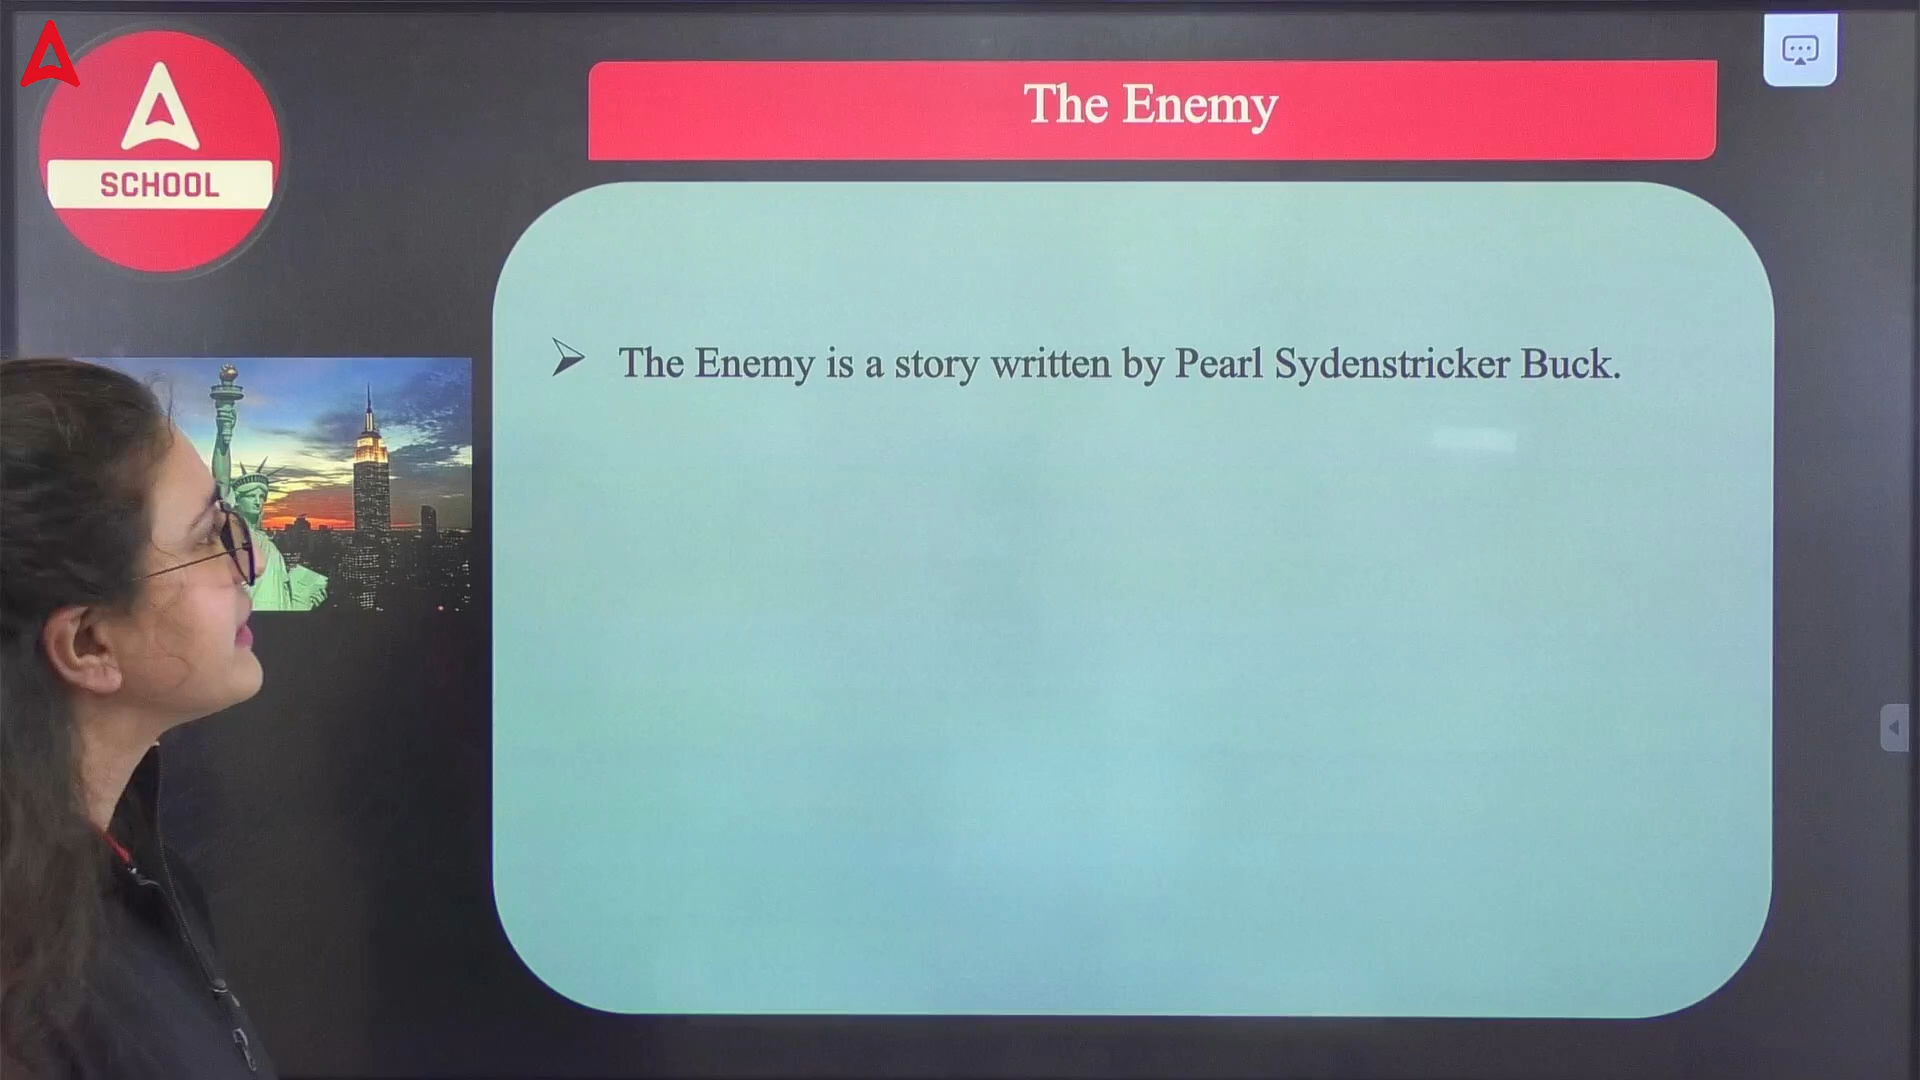 SCHOOL
The Enemy
The Enemy is a story written by Pearl Sydenstricker Buck.